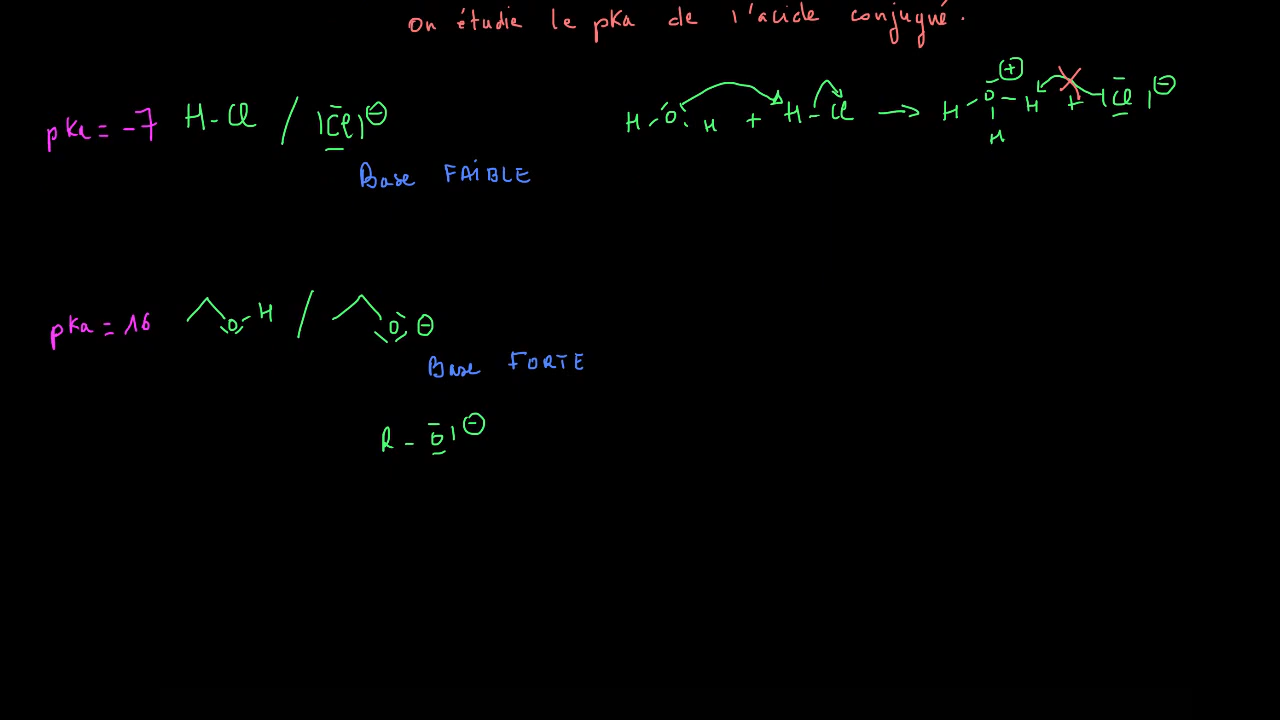 on étudie le pka de l'acide conjugué.
pka = -7 H-Cl / |Cl|⊖
H-O-H + H-Cl → H-O⊕-H + |Cl|⊖
H
Base FAIBLE
pka = 16 O-H / O ⊖
Base FORTE
R - O| ⊖